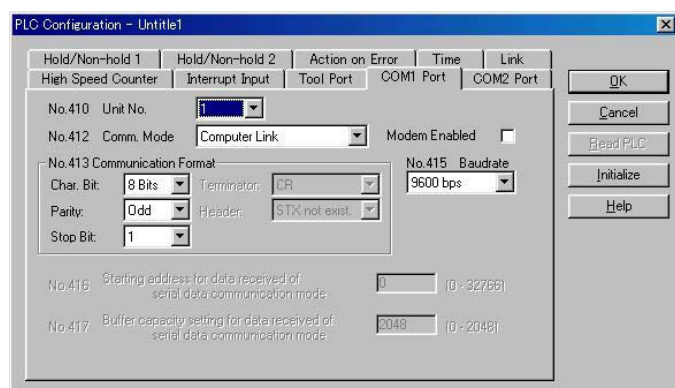 PLC Configuration - Untitle1
Hold/Non-hold 1 Hold/Non-hold 2 Action on Error Time Link
High Speed Counter Interrupt Input Tool Port COM1 Port COM2 Port
OK
No.410 Unit No. 1
Cancel
No.412 Comm. Mode Computer Link Modem Enabled
Read PLC
No.413 Communication Format No.415 Baudrate
Char. Bit: 8 Bits Terminator: CR 9600 bps
Initialize
Parity: Odd Header: STX not exist.
Help
Stop Bit: 1
No.416 Starting address for data received of
serial data communication mode 0 (0 - 32766)
No.417 Buffer capacity setting for data received of
serial data communication mode 2048 (0 - 2048)